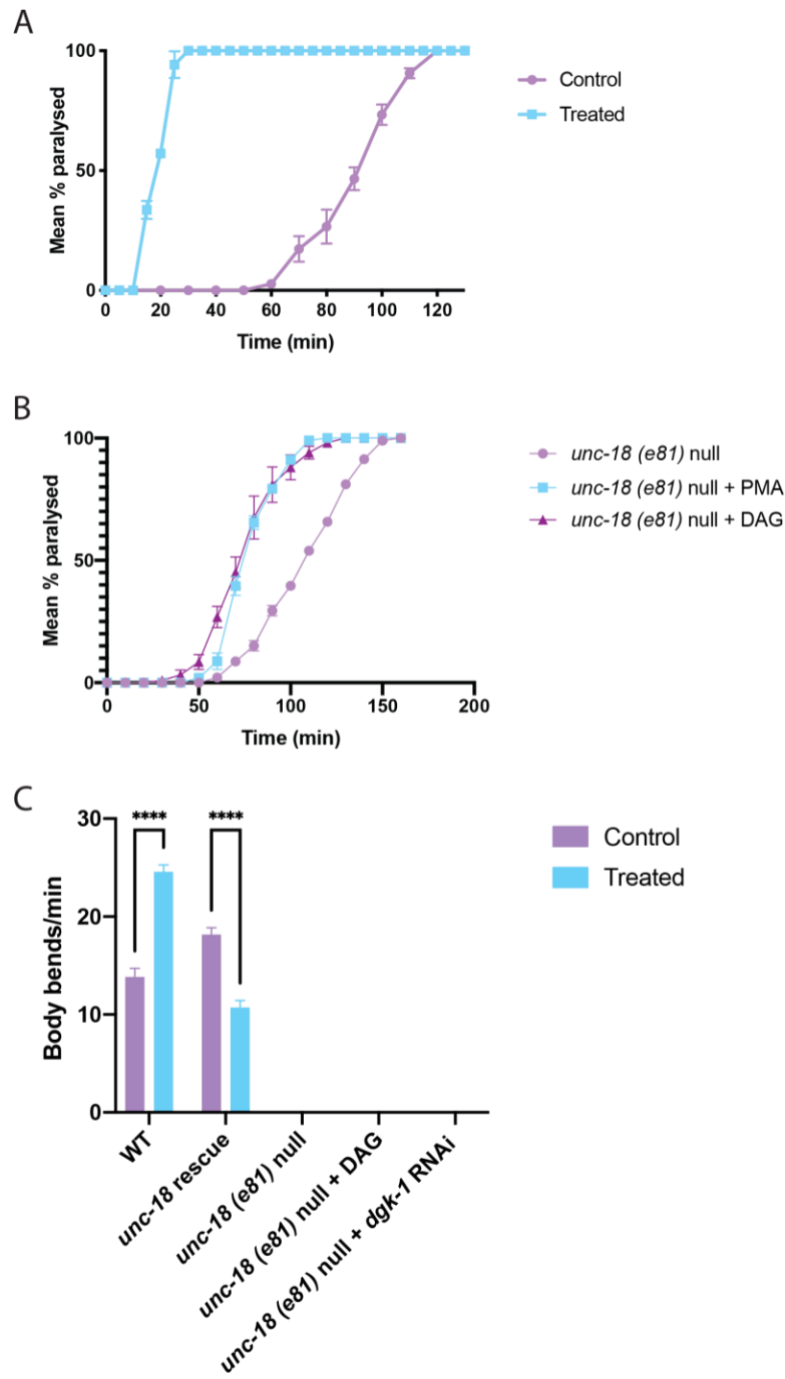 A
100
50
0
Mean % paralysed
0 20 40 60 80 100 120
Time (min)
Control
Treated
B
100
50
0
Mean % paralysed
0 50 100 150 200
Time (min)
unc-18 (e81) null
unc-18 (e81) null + PMA
unc-18 (e81) null + DAG
C
30
20
10
0
Body bends/min
**** ****
WT
unc-18 rescue
unc-18 (e81) null
unc-18 (e81) null + DAG
unc-18 (e81) null + dgk-1 RNAi
Control
Treated